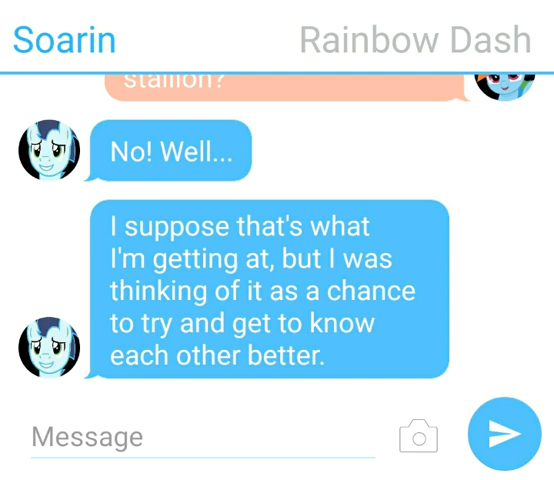 Soarin Rainbow Dash
stallion?
No! Well...
I suppose that's what
I'm getting at, but I was
thinking of it as a chance
to try and get to know
each other better.
Message